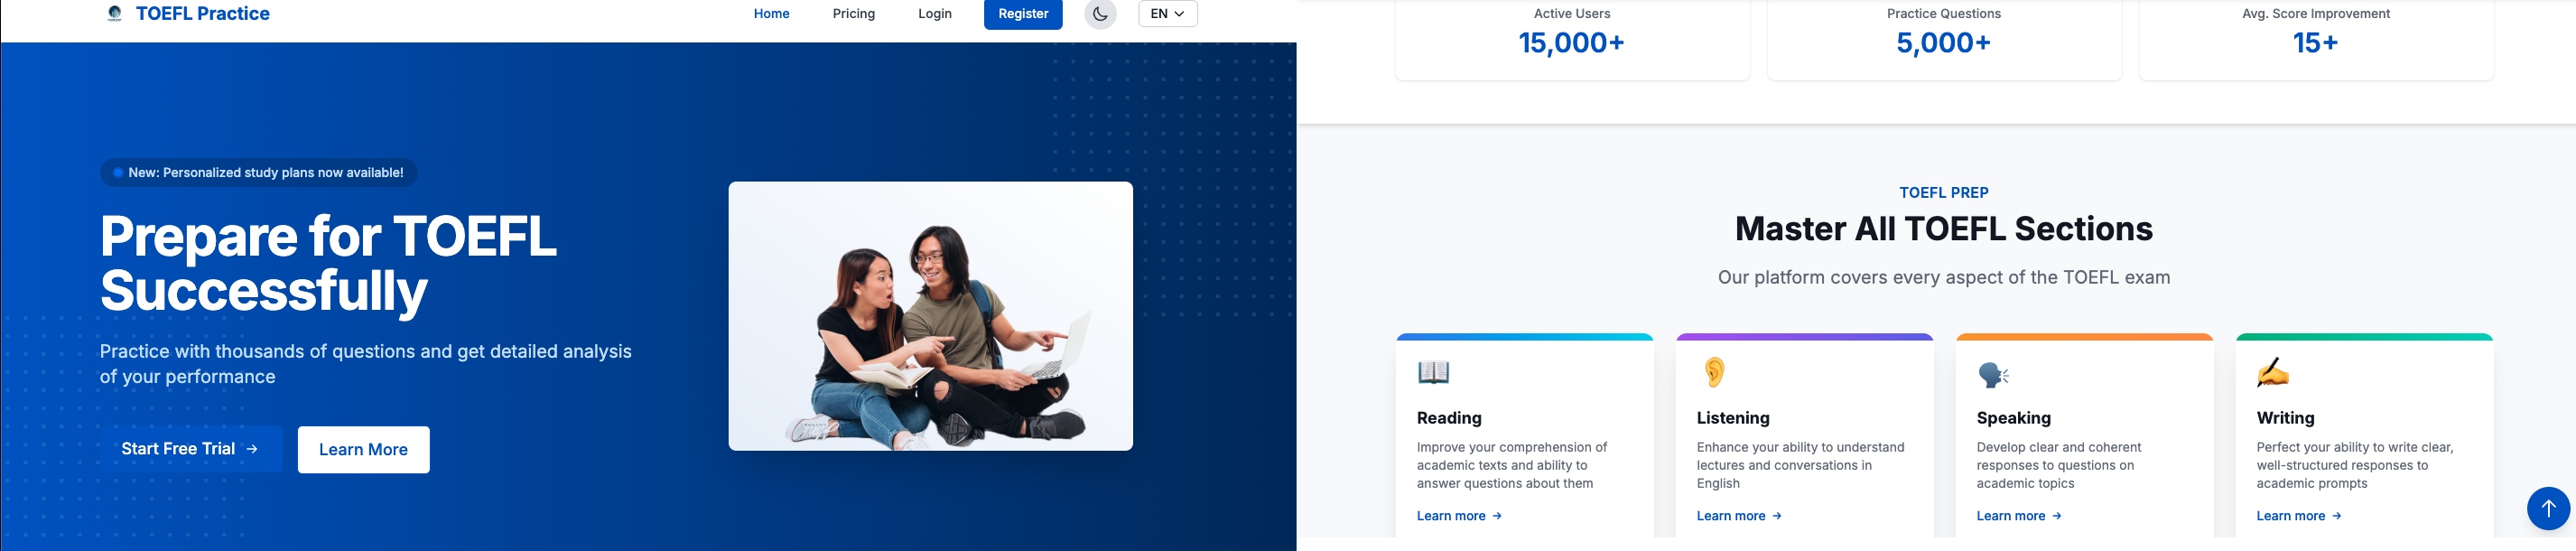 TOEFL Practice
Home
Pricing
Login
Register
EN
New: Personalized study plans now available!
Prepare for TOEFL
Successfully
Practice with thousands of questions and get detailed analysis
of your performance
Start Free Trial →
Learn More
Active Users
15,000+
Practice Questions
5,000+
Avg. Score Improvement
15+
TOEFL PREP
Master All TOEFL Sections
Our platform covers every aspect of the TOEFL exam
Reading
Improve your comprehension of
academic texts and ability to
answer questions about them
Learn more →
Listening
Enhance your ability to understand
lectures and conversations in
English
Learn more →
Speaking
Develop clear and coherent
responses to questions on
academic topics
Learn more →
Writing
Perfect your ability to write clear,
well-structured responses to
academic prompts
Learn more →